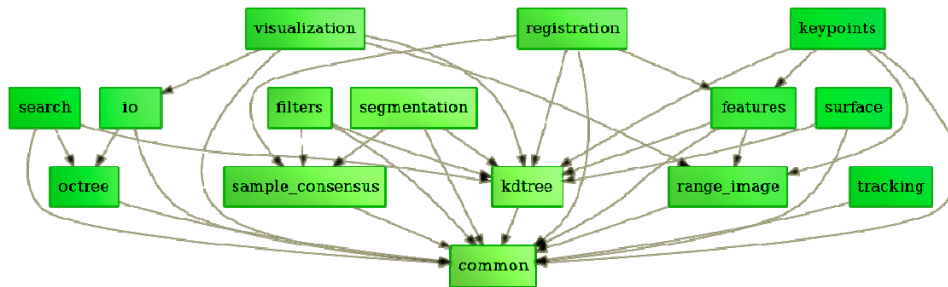 visualization registration keypoints
search io filters segmentation features surface
octree sample_consensus kdtree range_image tracking
common